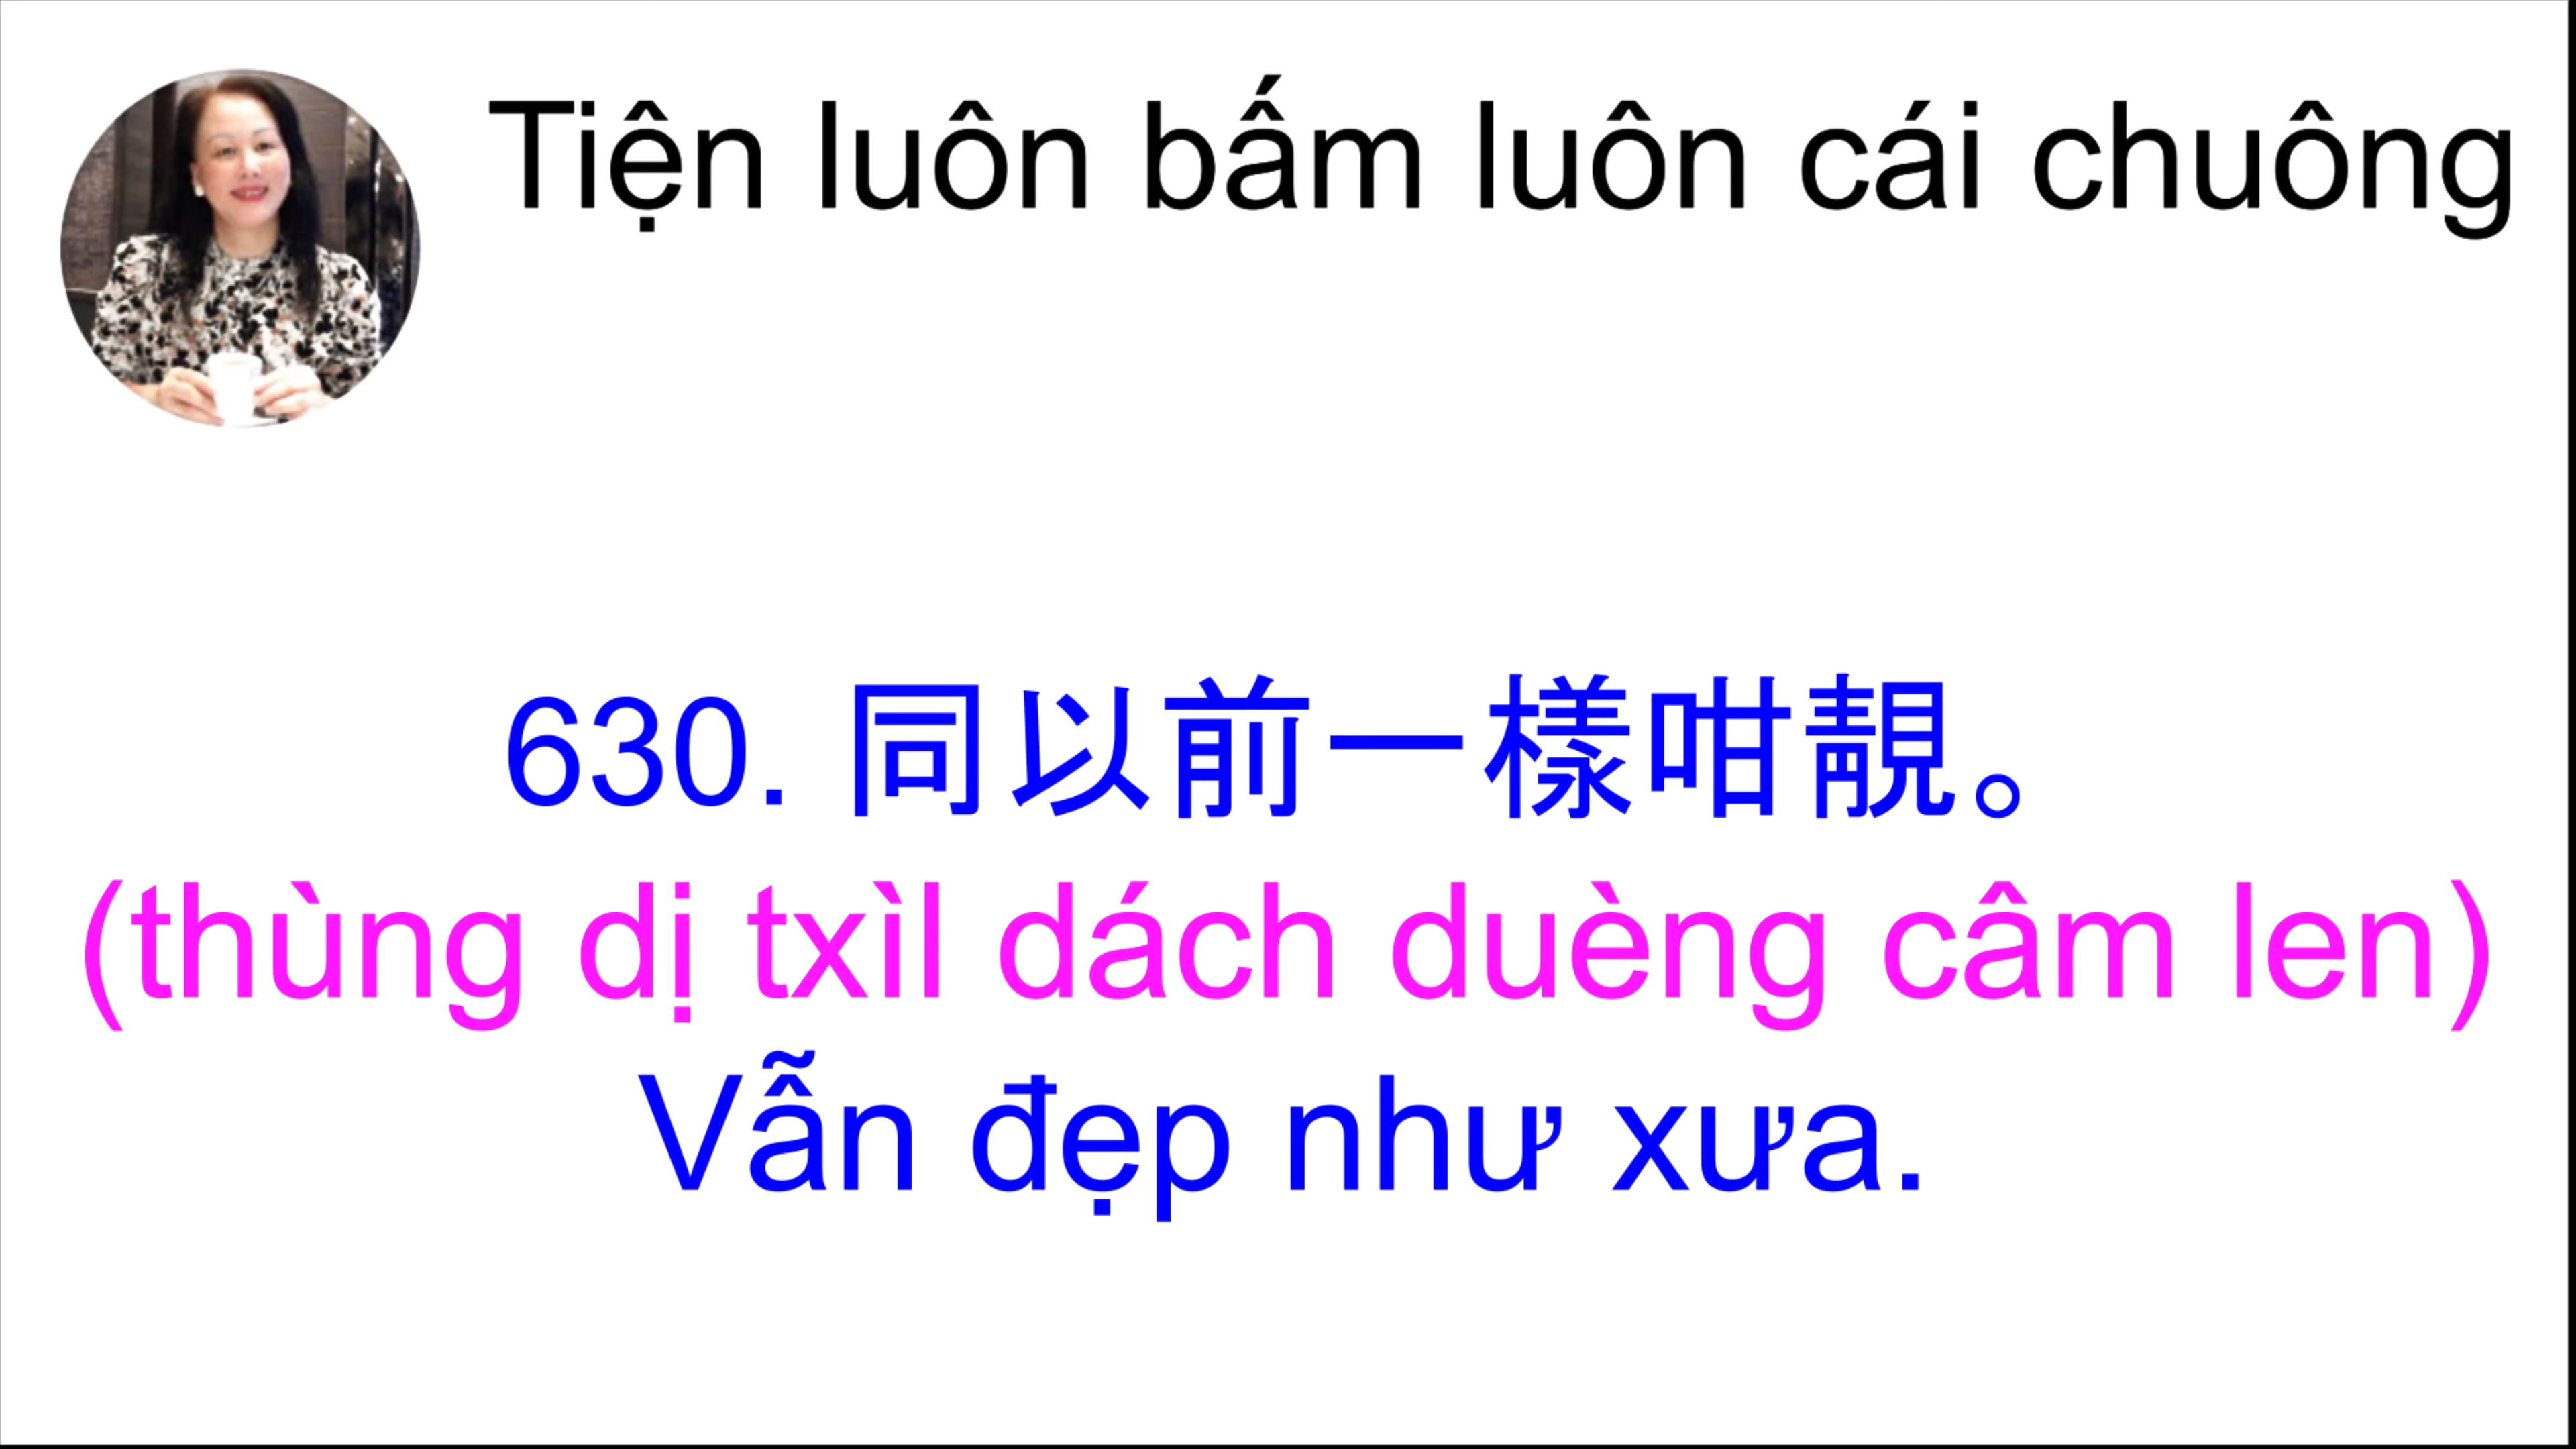 Tiện luôn bấm luôn cái chuông
630. 同以前一樣咁靚。
(thùng dị txìl dách duèng câm len)
Vẫn đẹp như xưa.